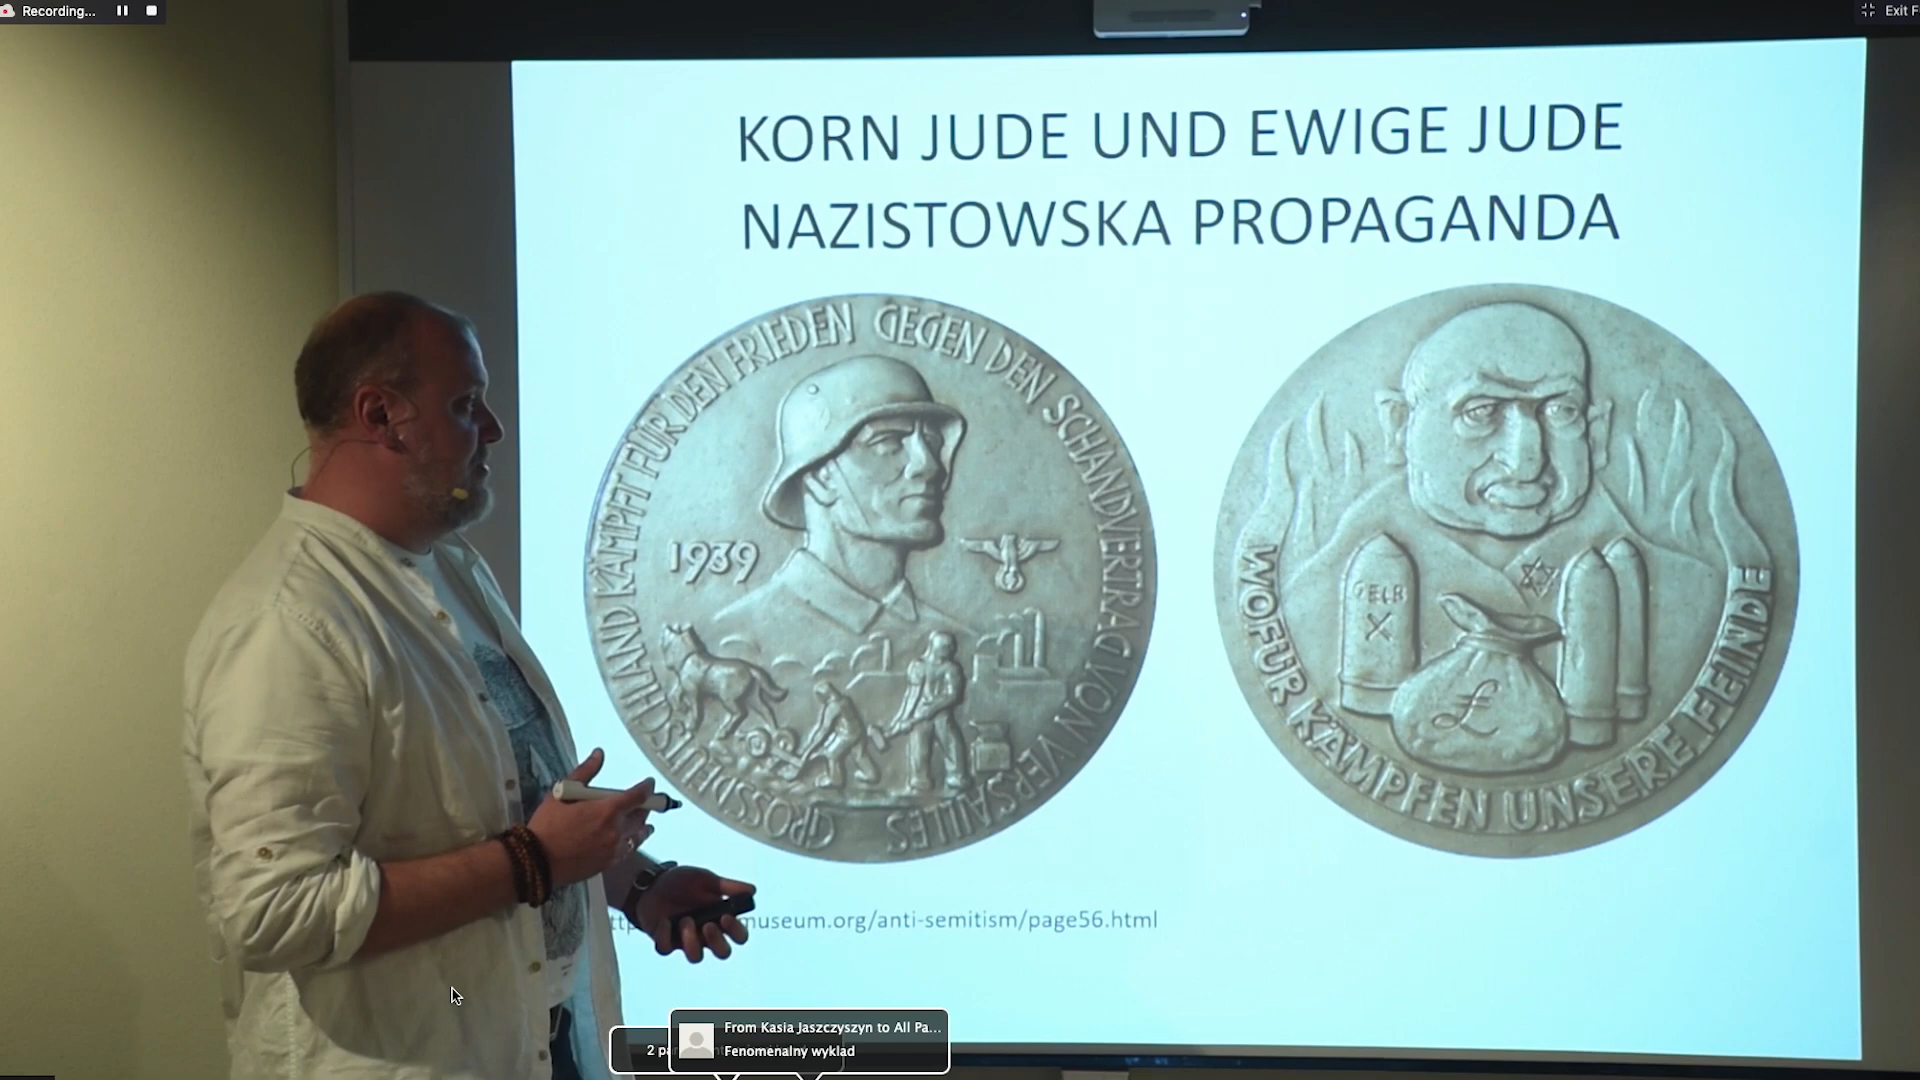 Recording...
Exit F
KORN JUDE UND EWIGE JUDE
NAZISTOWSKA PROPAGANDA
GROSSDEUTSCHLAND KÄMPFT FÜR DEN FRIEDEN GEGEN DEN SCHANDVERTRAG VON VERSAILLES
1939
GELB
X
£
WOFÜR KÄMPFEN UNSERE FEINDE
museum.org/anti-semitism/page56.html
From Kasia Jaszczyszyn to All Pa...
2 pa
Fenomenalny wyklad